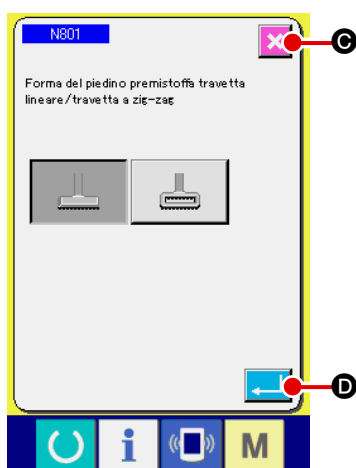 N801
C
Forma del piedino premistoffa travetta
lineare/travetta a zig-zag
D
i
M